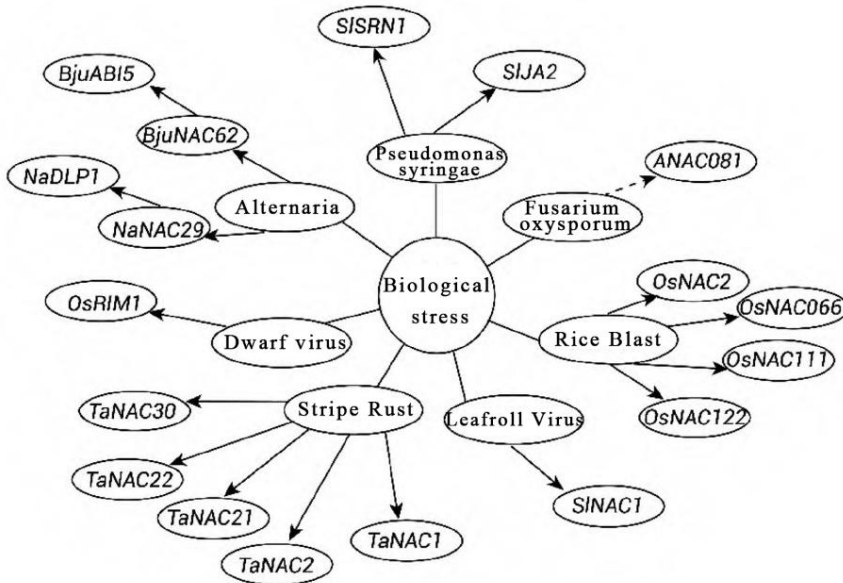 SlSRN1
SlJA2
BjuABI5
BjuNAC62
Pseudomonas
syringae
ANAC081
NaDLP1
Alternaria
NaNAC29
Fusarium
oxysporum
Biological
stress
OsNAC2
OsNAC066
OsRIM1
Dwarf virus
Rice Blast
OsNAC111
TaNAC30
Stripe Rust
Leafroll Virus
OsNAC122
TaNAC22
TaNAC21
SlNAC1
TaNAC2
TaNAC1